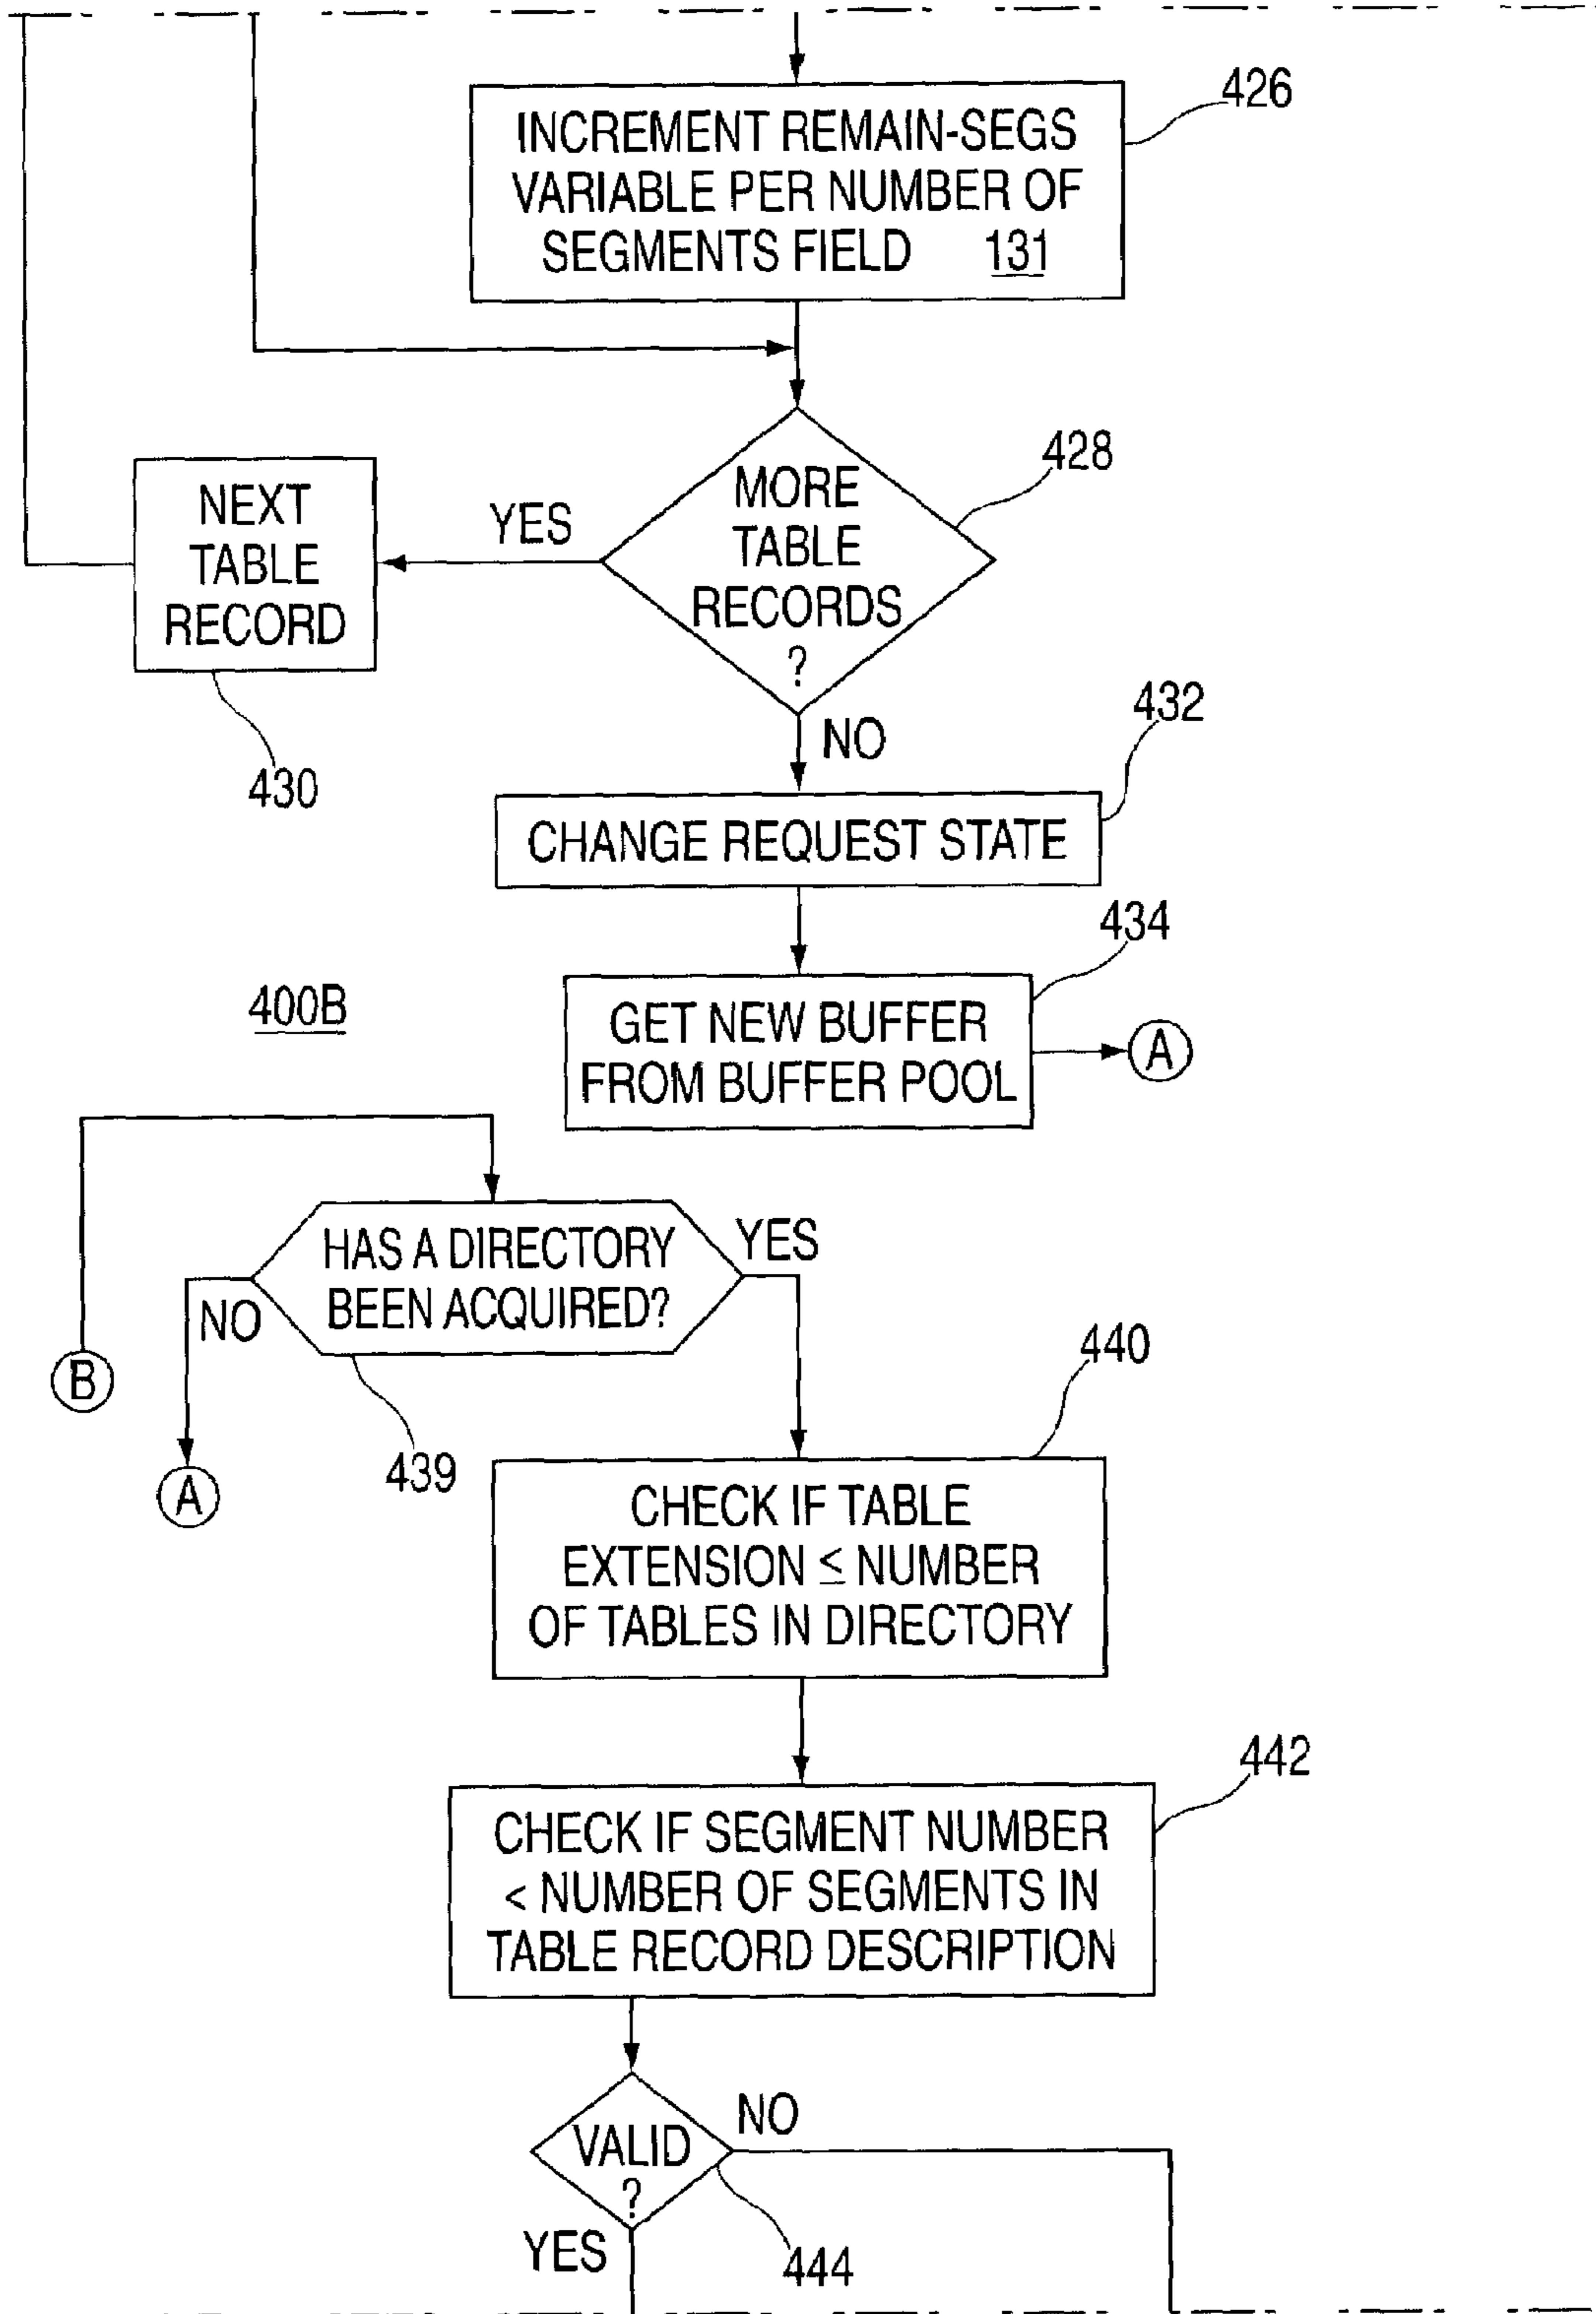 426
INCREMENT REMAIN-SEGS
VARIABLE PER NUMBER OF
SEGMENTS FIELD 131
428
MORE
TABLE
RECORDS
?
YES
NEXT
TABLE
RECORD
430
NO
432
CHANGE REQUEST STATE
434
GET NEW BUFFER
FROM BUFFER POOL
A
400B
HAS A DIRECTORY
BEEN ACQUIRED?
YES
NO
B
A
439
440
CHECK IF TABLE
EXTENSION ≤ NUMBER
OF TABLES IN DIRECTORY
442
CHECK IF SEGMENT NUMBER
< NUMBER OF SEGMENTS IN
TABLE RECORD DESCRIPTION
VALID
?
NO
YES
444